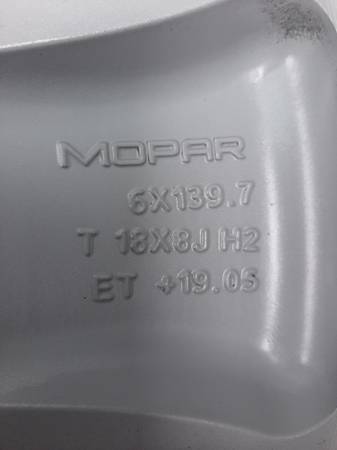 MOPAR
6X139.7
T 18X8J H2
ET +19.05